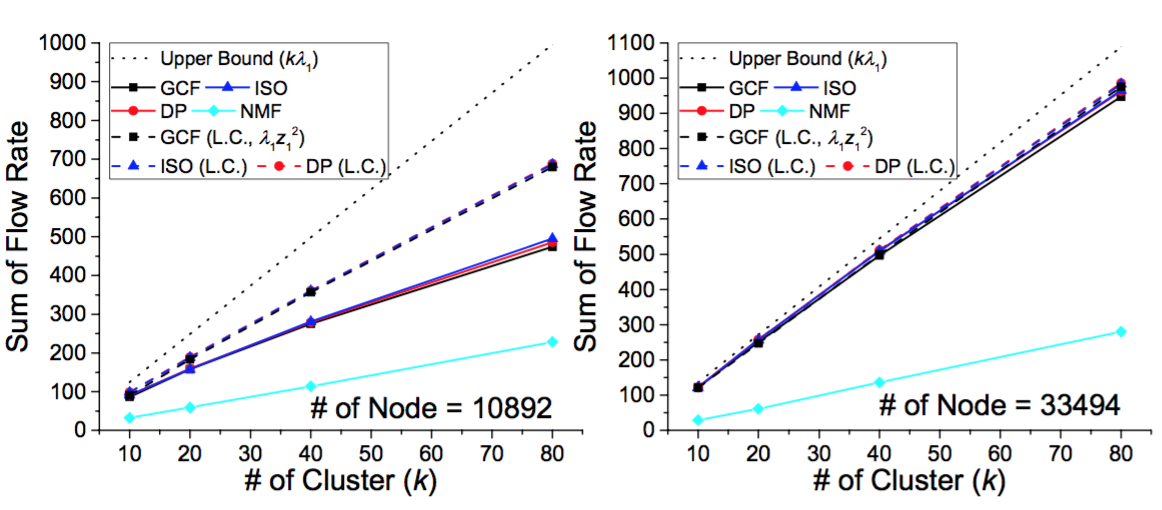 1000
900
800
700
600
500
400
300
200
100
0
Sum of Flow Rate
Upper Bound (kλ₁)
GCF ISO
DP NMF
GCF (L.C., λ₁z₁²)
ISO (L.C.) DP (L.C.)
# of Node = 10892
10 20 30 40 50 60 70 80
# of Cluster (k)
1100
1000
900
800
700
600
500
400
300
200
100
0
Sum of Flow Rate
Upper Bound (kλ₁)
GCF ISO
DP NMF
GCF (L.C., λ₁z₁²)
ISO (L.C.) DP (L.C.)
# of Node = 33494
10 20 30 40 50 60 70 80
# of Cluster (k)